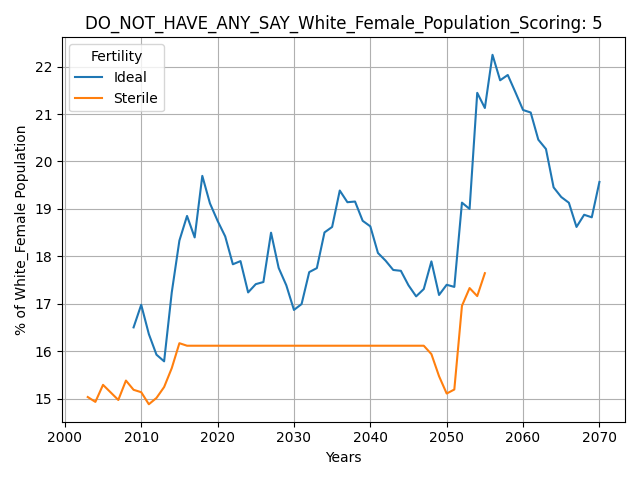 DO_NOT_HAVE_ANY_SAY_White_Female_Population_Scoring: 5
% of White_Female Population
22
21
20
19
18
17
16
15
Fertility
Ideal
Sterile
2000 2010 2020 2030 2040 2050 2060 2070
Years